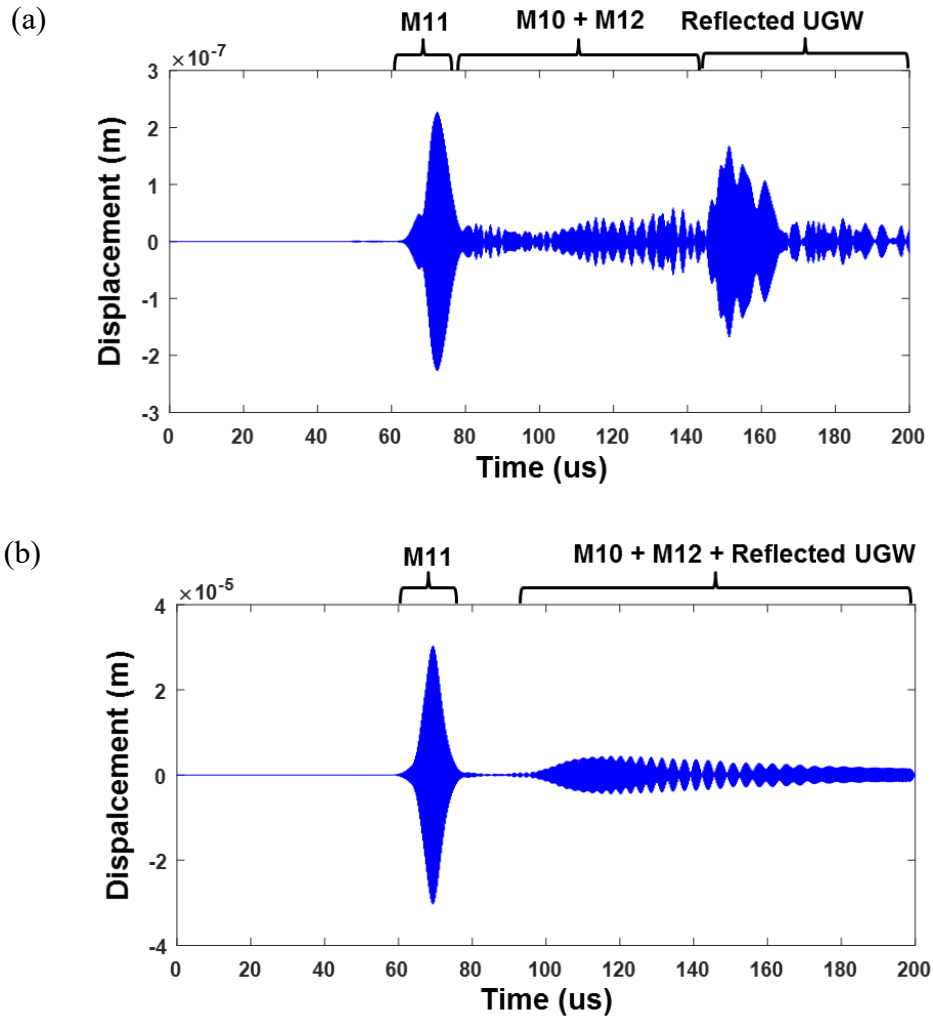 (a)
M11 M10 + M12 Reflected UGW
×10⁻⁷
3
2
1
0
-1
-2
-3
Displacement (m)
0 20 40 60 80 100 120 140 160 180 200
Time (us)
(b)
M11 M10 + M12 + Reflected UGW
×10⁻⁵
4
2
0
-2
-4
Dispalcement (m)
0 20 40 60 80 100 120 140 160 180 200
Time (us)